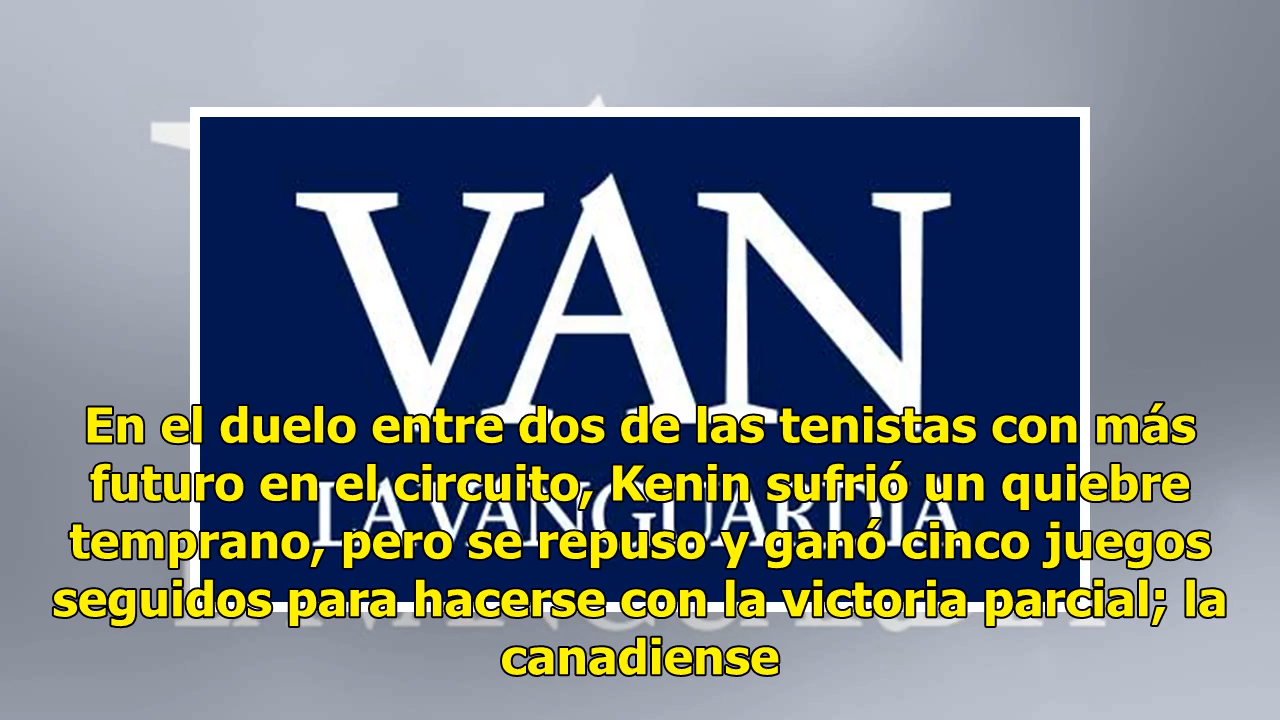 VAN
LA VANGUARDIA
En el duelo entre dos de las tenistas con más
futuro en el circuito, Kenin sufrió un quiebre
temprano, pero se repuso y ganó cinco juegos
seguidos para hacerse con la victoria parcial; la
canadiense